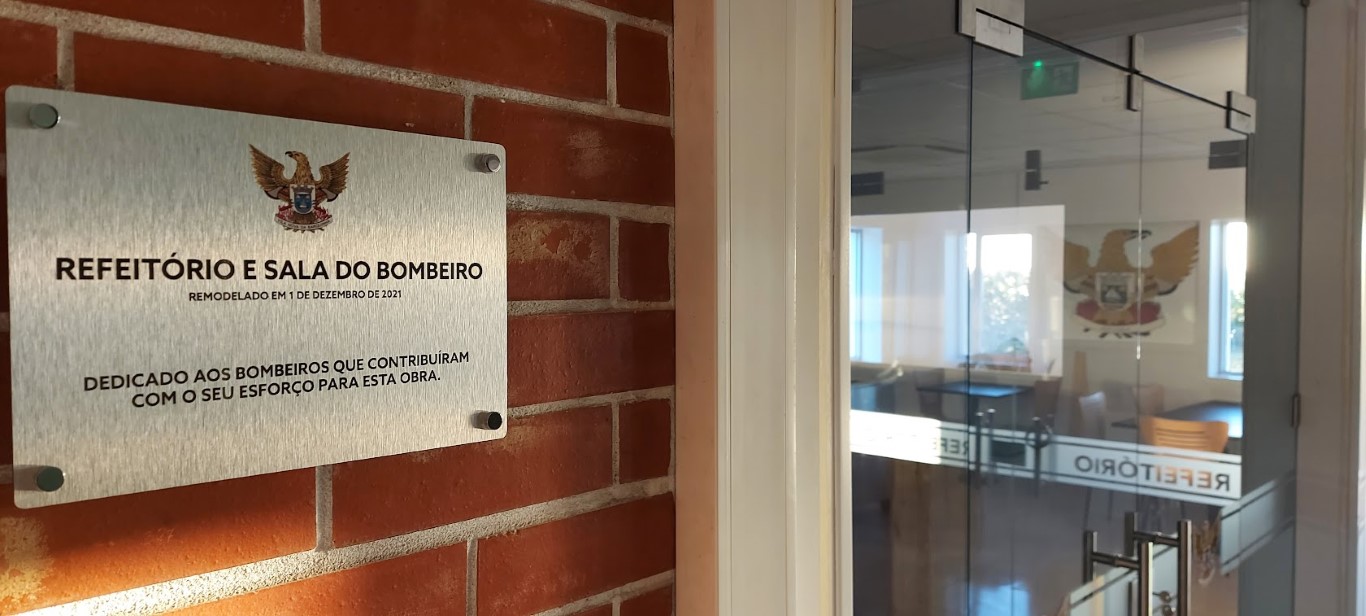 REFEITÓRIO E SALA DO BOMBEIRO
REMODELADO EM 1 DE DEZEMBRO DE 2021
DEDICADO AOS BOMBEIROS QUE CONTRIBUÍRAM
COM O SEU ESFORÇO PARA ESTA OBRA.
REFEITÓRIO